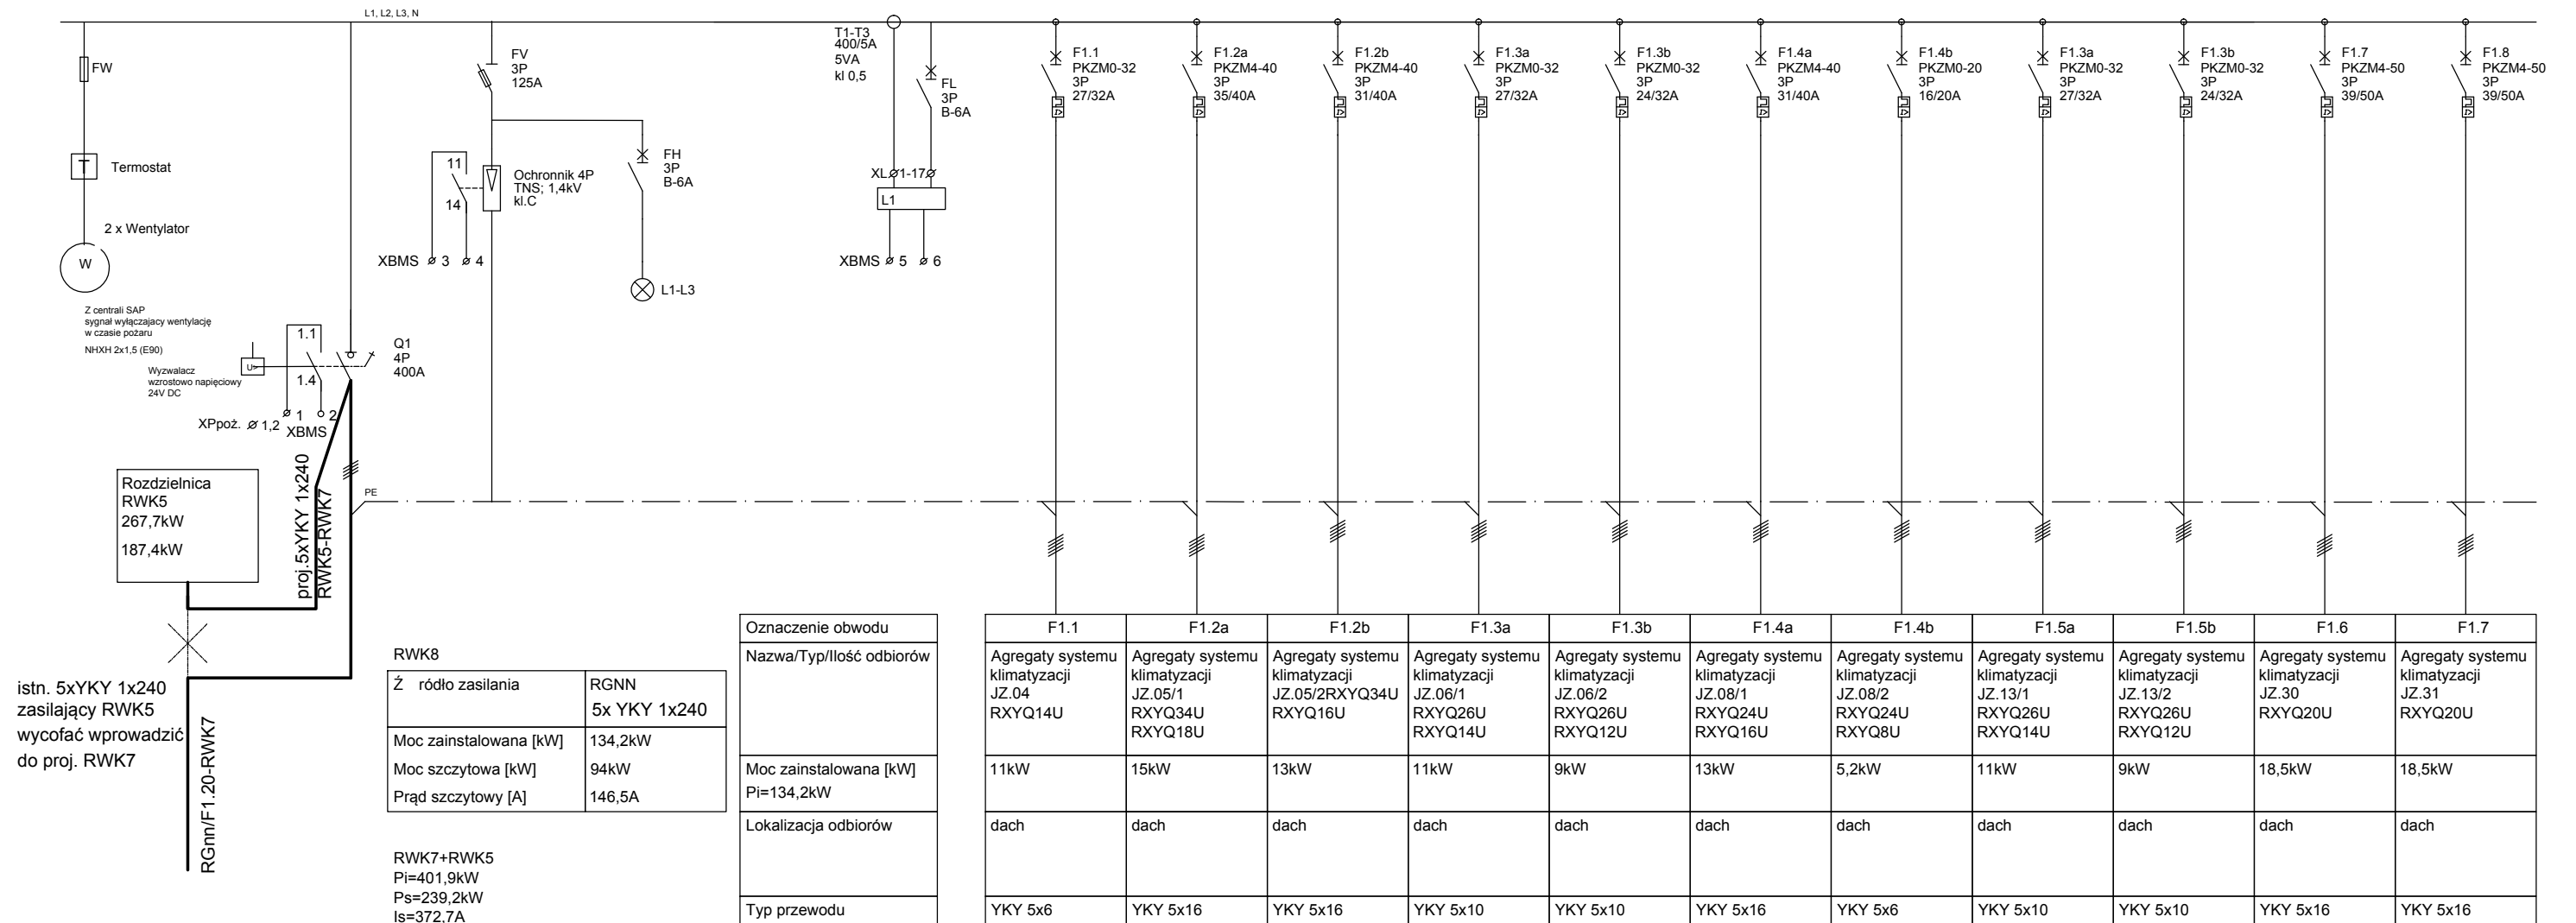 L1, L2, L3, N
FW
Termostat
T
2 x Wentylator
W
FV
3P
125A
11
14
Ochronnik 4P
TNS; 1,4kV
kl.C
XBMS 3 4
FH
3P
B-6A
L1-L3
T1-T3
400/5A
5VA
kl 0,5
FL
3P
B-6A
XL 1-17
L1
XBMS 5 6
F1.1
PKZM0-32
3P
27/32A
F1.2a
PKZM4-40
3P
35/40A
F1.2b
PKZM4-40
3P
31/40A
F1.3a
PKZM0-32
3P
27/32A
F1.3b
PKZM0-32
3P
24/32A
F1.4a
PKZM4-40
3P
31/40A
F1.4b
PKZM0-20
3P
16/20A
F1.3a
PKZM0-32
3P
27/32A
F1.3b
PKZM0-32
3P
24/32A
F1.7
PKZM4-50
3P
39/50A
F1.8
PKZM4-50
3P
39/50A
Z centrali SAP
sygnał wyłączajacy wentylację
w czasie pożaru
NHXH 2x1,5 (E90)
Wyzwalacz
wzrostowo napięciowy
24V DC
U>
1.1
1.4
Q1
4P
400A
XPpoż. 1,2
1 2
XBMS
PE
Rozdzielnica
RWK5
267,7kW
187,4kW
proj.5xYKY 1x240
RWK5-RWK7
istn. 5xYKY 1x240
zasilający RWK5
wycofać wprowadzić
do proj. RWK7
RGnn/F1.20-RWK7
RWK8
Ź ródło zasilania RGNN
5x YKY 1x240
Moc zainstalowana [kW] 134,2kW
Moc szczytowa [kW] 94kW
Prąd szczytowy [A] 146,5A
RWK7+RWK5
Pi=401,9kW
Ps=239,2kW
Is=372,7A
Oznaczenie obwodu F1.1 F1.2a F1.2b F1.3a F1.3b F1.4a F1.4b F1.5a F1.5b F1.6 F1.7
Nazwa/Typ/Ilość odbiorów
Agregaty systemu
klimatyzacji
JZ.04
RXYQ14U
Agregaty systemu
klimatyzacji
JZ.05/1
RXYQ34U
RXYQ18U
Agregaty systemu
klimatyzacji
JZ.05/2RXYQ34U
RXYQ16U
Agregaty systemu
klimatyzacji
JZ.06/1
RXYQ26U
RXYQ14U
Agregaty systemu
klimatyzacji
JZ.06/2
RXYQ26U
RXYQ12U
Agregaty systemu
klimatyzacji
JZ.08/1
RXYQ24U
RXYQ16U
Agregaty systemu
klimatyzacji
JZ.08/2
RXYQ24U
RXYQ8U
Agregaty systemu
klimatyzacji
JZ.13/1
RXYQ26U
RXYQ14U
Agregaty systemu
klimatyzacji
JZ.13/2
RXYQ26U
RXYQ12U
Agregaty systemu
klimatyzacji
JZ.30
RXYQ20U
Agregaty systemu
klimatyzacji
JZ.31
RXYQ20U
Moc zainstalowana [kW] 11kW 15kW 13kW 11kW 9kW 13kW 5,2kW 11kW 9kW 18,5kW 18,5kW
Pi=134,2kW
Lokalizacja odbiorów dach dach dach dach dach dach dach dach dach dach dach
Typ przewodu YKY 5x6 YKY 5x16 YKY 5x16 YKY 5x10 YKY 5x10 YKY 5x16 YKY 5x6 YKY 5x10 YKY 5x10 YKY 5x16 YKY 5x16